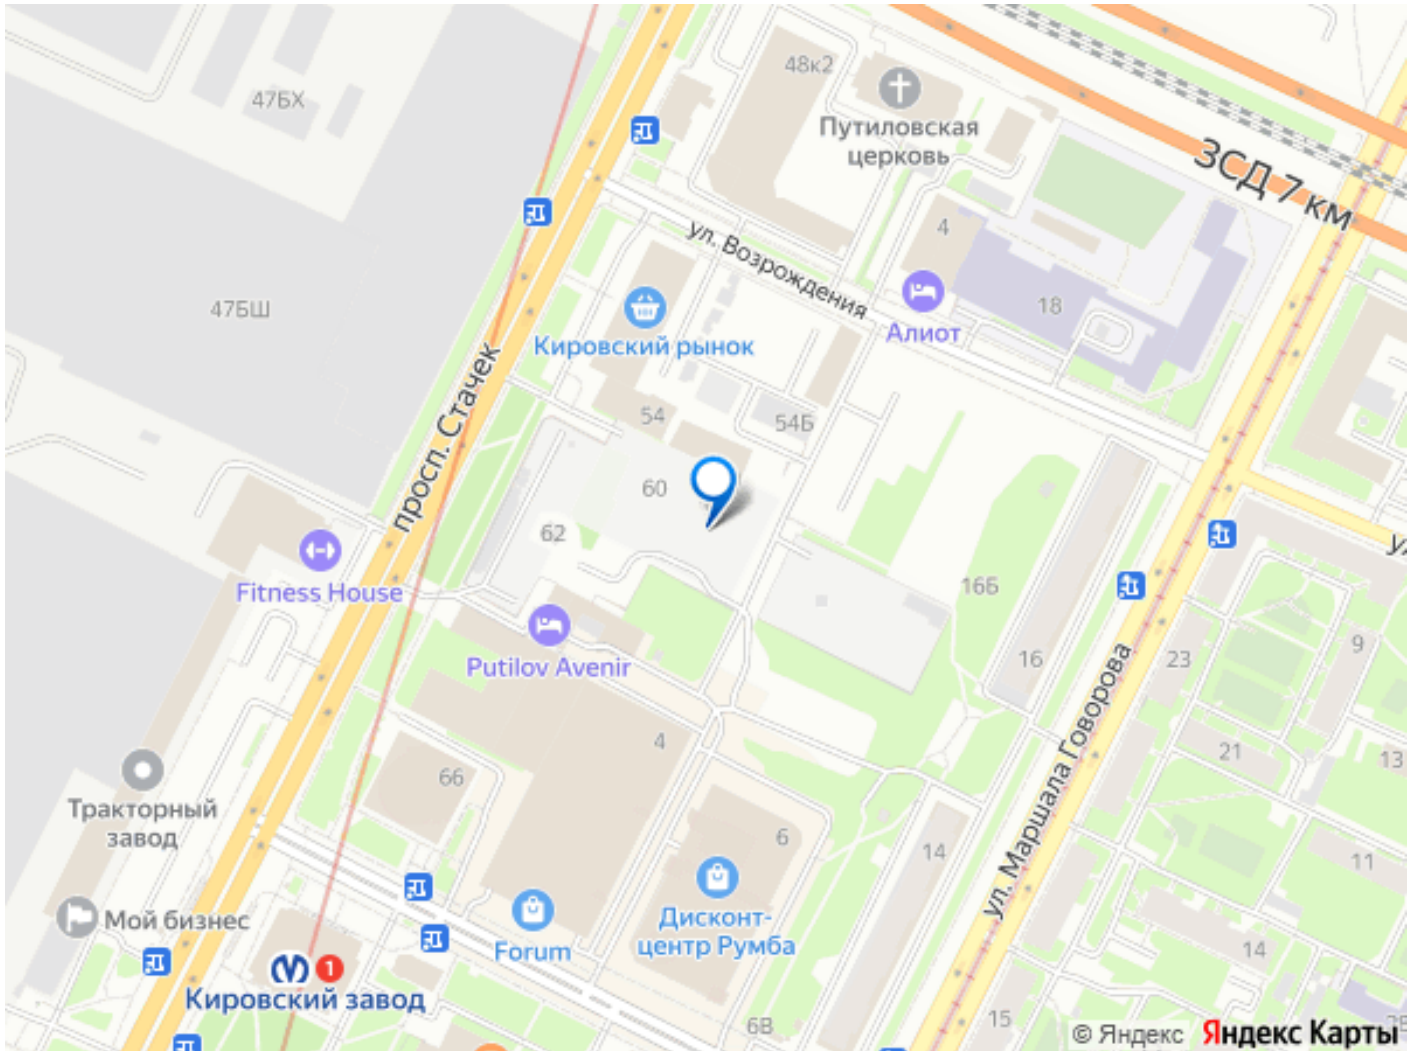 48к2
47БХ
Путиловская
церковь
ЗСД 7 км
4
ул. Возрождения
47БШ
18
Алиот
Кировский рынок
просп. Стачек
54
54Б
60
62
Fitness House
16Б
Putilov Avenir
16
23
9
ул. Маршала Говорова
4
21
13
66
Тракторный
завод
6
14
11
Мой бизнес
Forum
Дисконт-
центр Румба
14
1
Кировский завод
6В
15
© Яндекс
Яндекс Карты